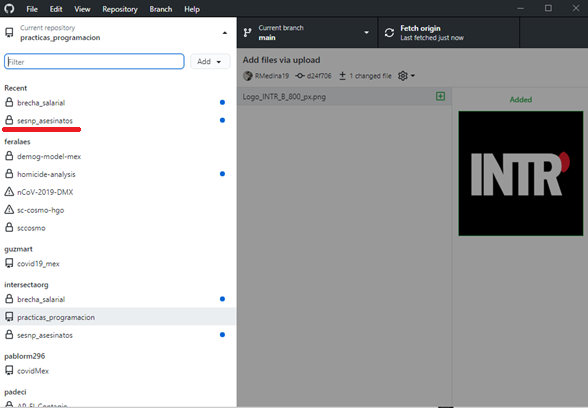 File Edit View Repository Branch Help
Current repository
practicas_programacion
Current branch
main
Fetch origin
Last fetched just now
Filter
Add
Recent
brecha_salarial
sesnp_asesinatos
feralaes
demog-model-mex
homicide-analysis
nCoV-2019-DMX
sc-cosmo-hgo
sccosmo
guzmart
covid19_mex
intersectaorg
brecha_salarial
practicas_programacion
sesnp_asesinatos
pablorm296
covidMex
padeci
Add files via upload
RMedina19 d24f706 1 changed file
Logo_INTR_B_800_px.png
Added
INTR